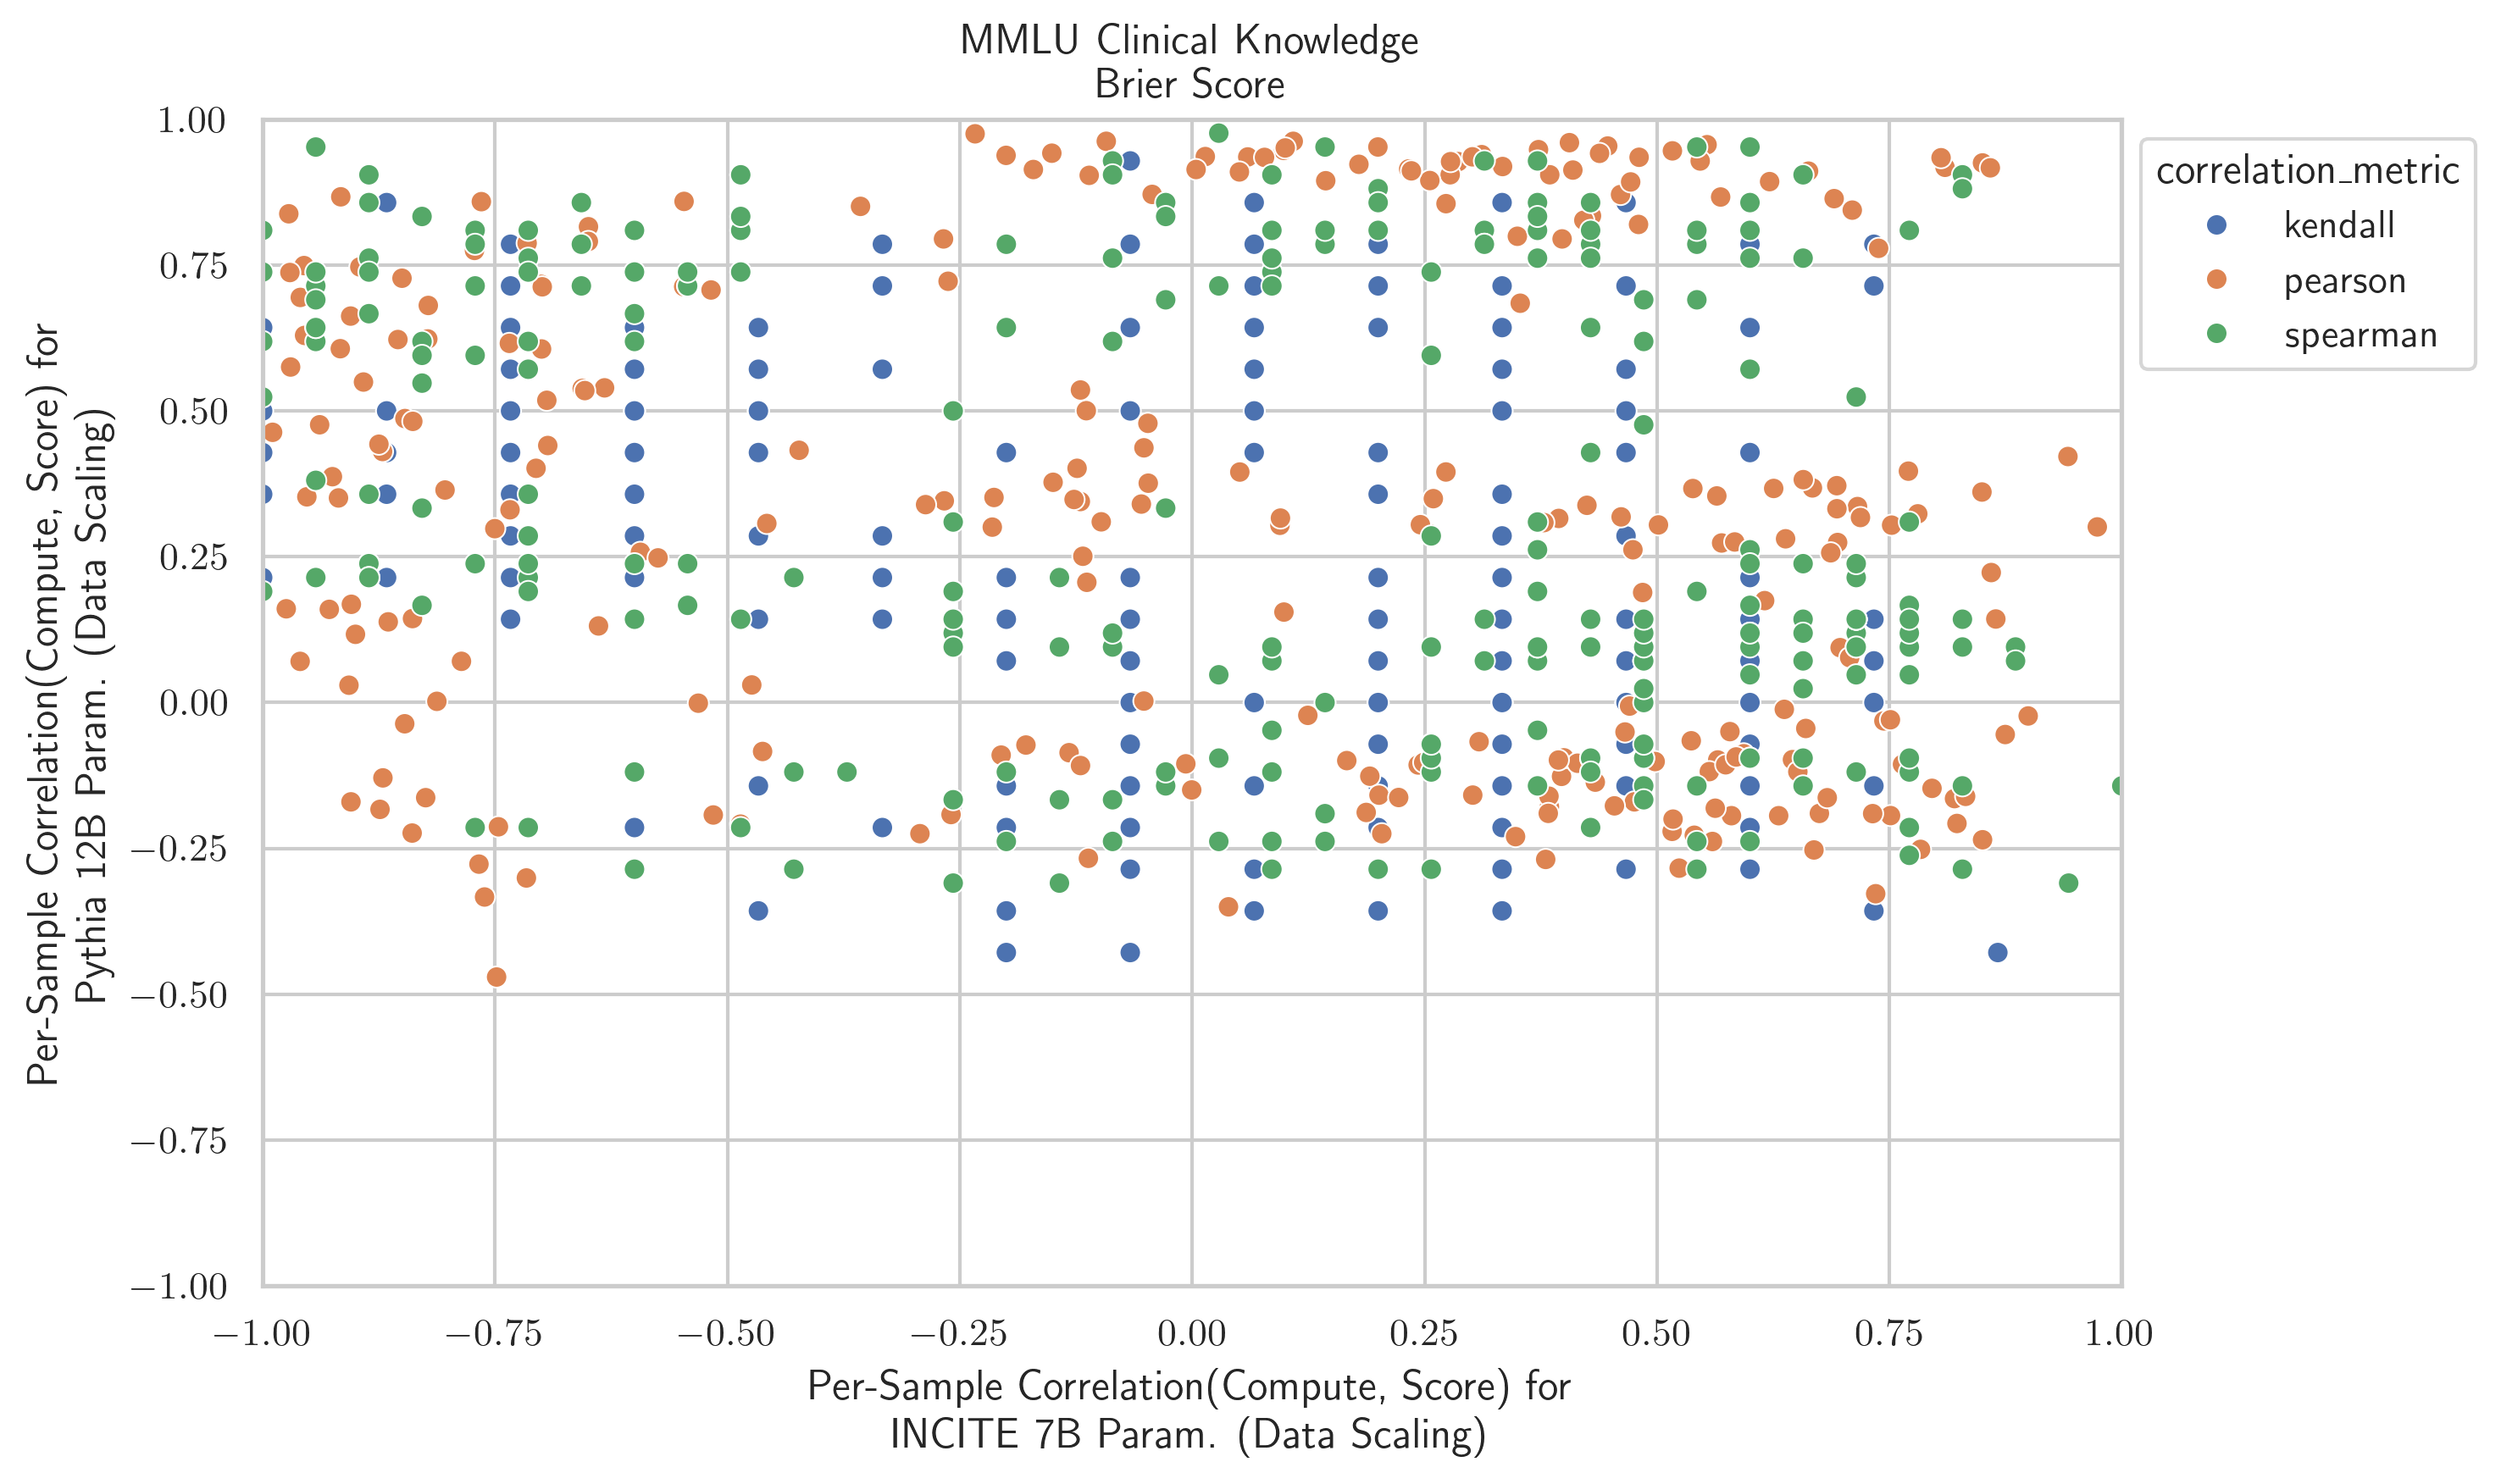 MMLU Clinical Knowledge
Brier Score
Per-Sample Correlation(Compute, Score) for
Pythia 12B Param. (Data Scaling)
1.00
0.75
0.50
0.25
0.00
−0.25
−0.50
−0.75
−1.00
−1.00 −0.75 −0.50 −0.25 0.00 0.25 0.50 0.75 1.00
Per-Sample Correlation(Compute, Score) for
INCITE 7B Param. (Data Scaling)
correlation_metric
kendall
pearson
spearman